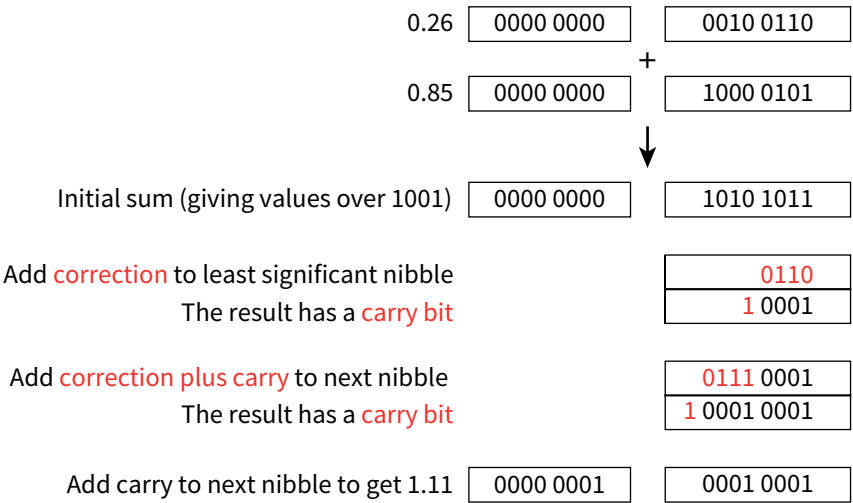 0.26 0000 0000 0010 0110
+
0.85 0000 0000 1000 0101
Initial sum (giving values over 1001) 0000 0000 1010 1011
Add correction to least significant nibble 0110
The result has a carry bit 1 0001
Add correction plus carry to next nibble 0111 0001
The result has a carry bit 1 0001 0001
Add carry to next nibble to get 1.11 0000 0001 0001 0001